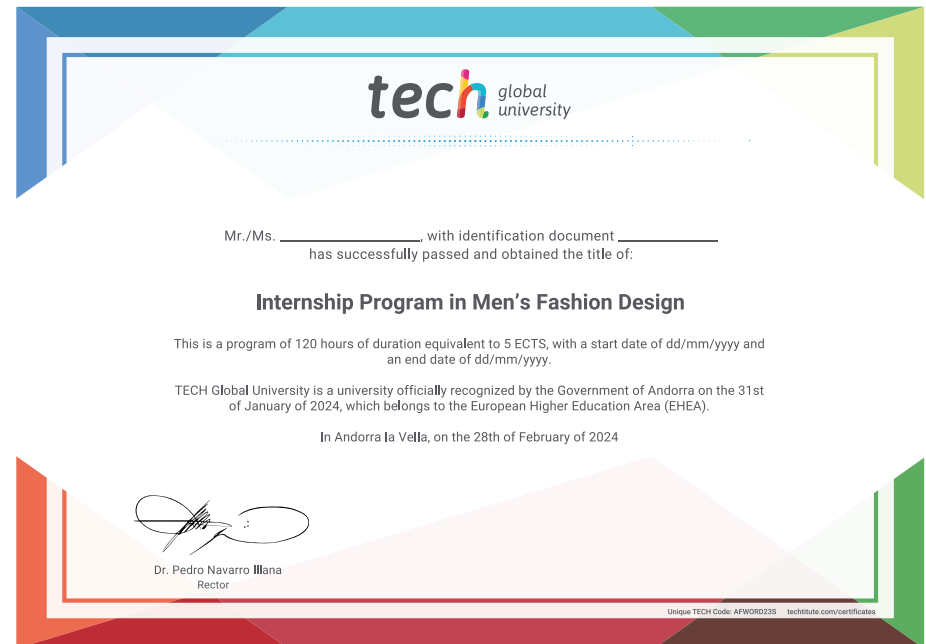 tech global
university
Mr./Ms. ____________, with identification document ____________
has successfully passed and obtained the title of:
Internship Program in Men's Fashion Design
This is a program of 120 hours of duration equivalent to 5 ECTS, with a start date of dd/mm/yyyy and
an end date of dd/mm/yyyy.
TECH Global University is a university officially recognized by the Government of Andorra on the 31st
of January of 2024, which belongs to the European Higher Education Area (EHEA).
In Andorra la Vella, on the 28th of February of 2024
Dr. Pedro Navarro Illana
Rector
Unique TECH Code: AFWORD23S techtitute.com/certificates